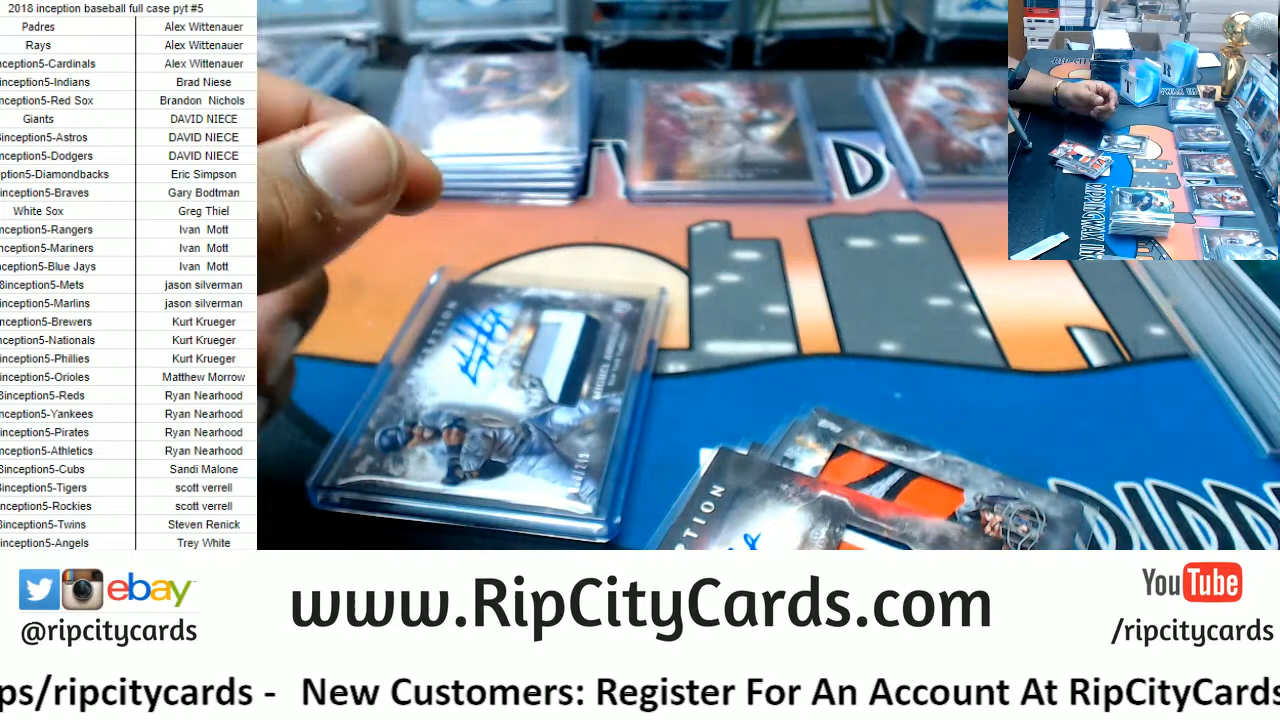 2018 inception baseball full case pyt #5
Padres Alex Wittenauer
Rays Alex Wittenauer
nception5-Cardinals Alex Wittenauer
inception5-Indians Brad Niese
nception5-Red Sox Brandon Nichols
Giants DAVID NIECE
3inception5-Astros DAVID NIECE
inception5-Dodgers DAVID NIECE
ption5-Diamondbacks Eric Simpson
inception5-Braves Gary Bodtman
White Sox Greg Thiel
nception5-Rangers Ivan Mott
nception5-Mariners Ivan Mott
nception5-Blue Jays Ivan Mott
8inception5-Mets jason silverman
inception5-Marlins jason silverman
nception5-Brewers Kurt Krueger
nception5-Nationals Kurt Krueger
inception5-Phillies Kurt Krueger
inception5-Orioles Matthew Morrow
3inception5-Reds Ryan Nearhood
nception5-Yankees Ryan Nearhood
inception5-Pirates Ryan Nearhood
nception5-Athletics Ryan Nearhood
3inception5-Cubs Sandi Malone
inception5-Tigers scott verrell
nception5-Rockies scott verrell
inception5-Twins Steven Renick
inception5-Angels Trey White
D
PTION
T
R
ebay
@ripcitycards
www.RipCityCards.com
YouTube
/ripcitycards
ps/ripcitycards - New Customers: Register For An Account At RipCityCards